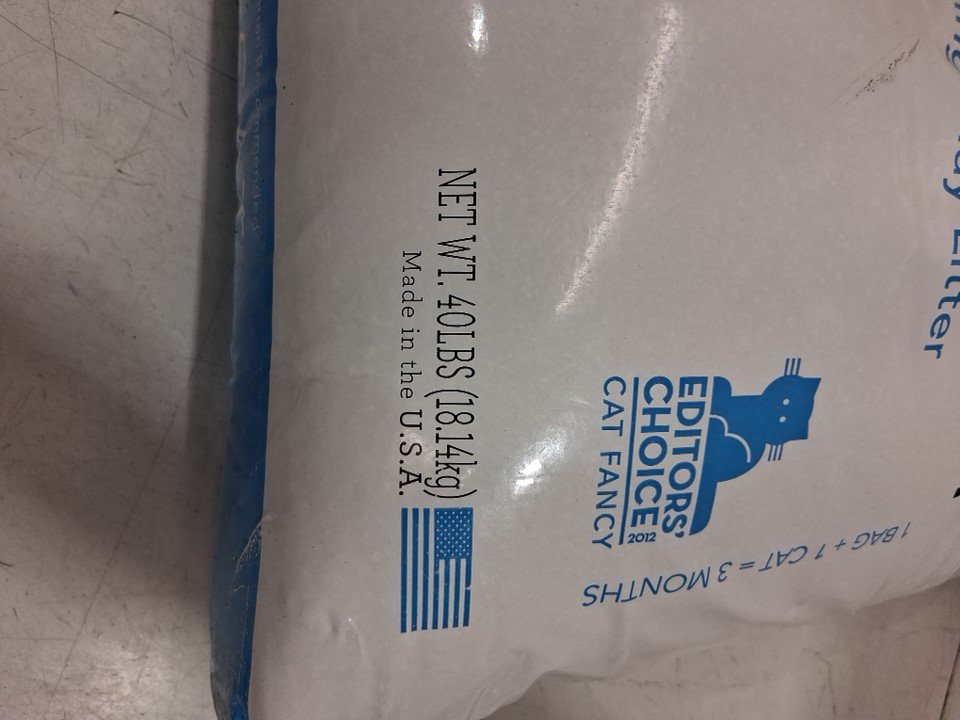 Litter
EDITORS'
CHOICE
2012
CAT FANCY
1 BAG + 1 CAT = 3 MONTHS
NET WT. 40LBS (18.14kg)
Made in the U.S.A.
Recommended